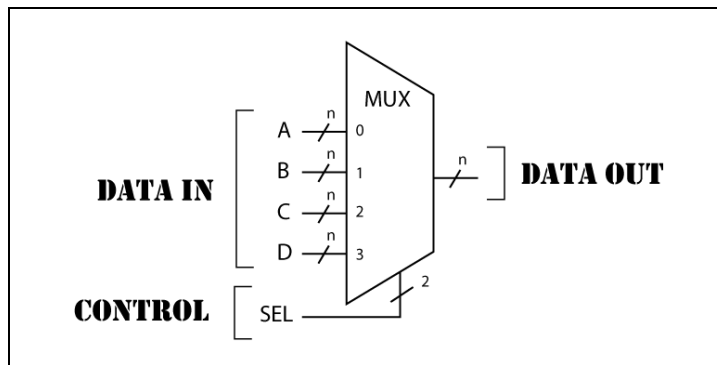 MUX
A n 0
B n 1
DATA IN
n DATA OUT
C n 2
D n 3
CONTROL
SEL
2